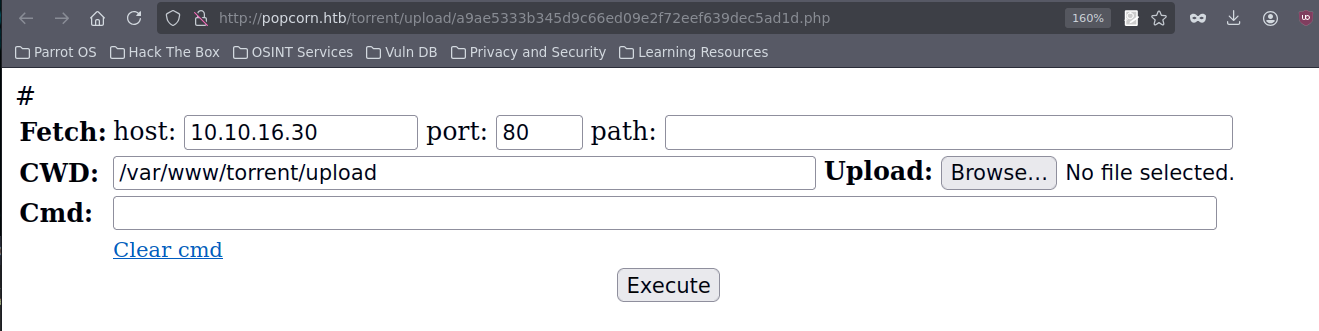 http://popcorn.htb/torrent/upload/a9ae5333b345d9c66ed09e2f72eef639dec5ad1d.php 160% UD
Parrot OS Hack The Box OSINT Services Vuln DB Privacy and Security Learning Resources
#
Fetch: host: 10.10.16.30 port: 80 path:
CWD: /var/www/torrent/upload Upload: Browse... No file selected.
Cmd:
Clear cmd
Execute